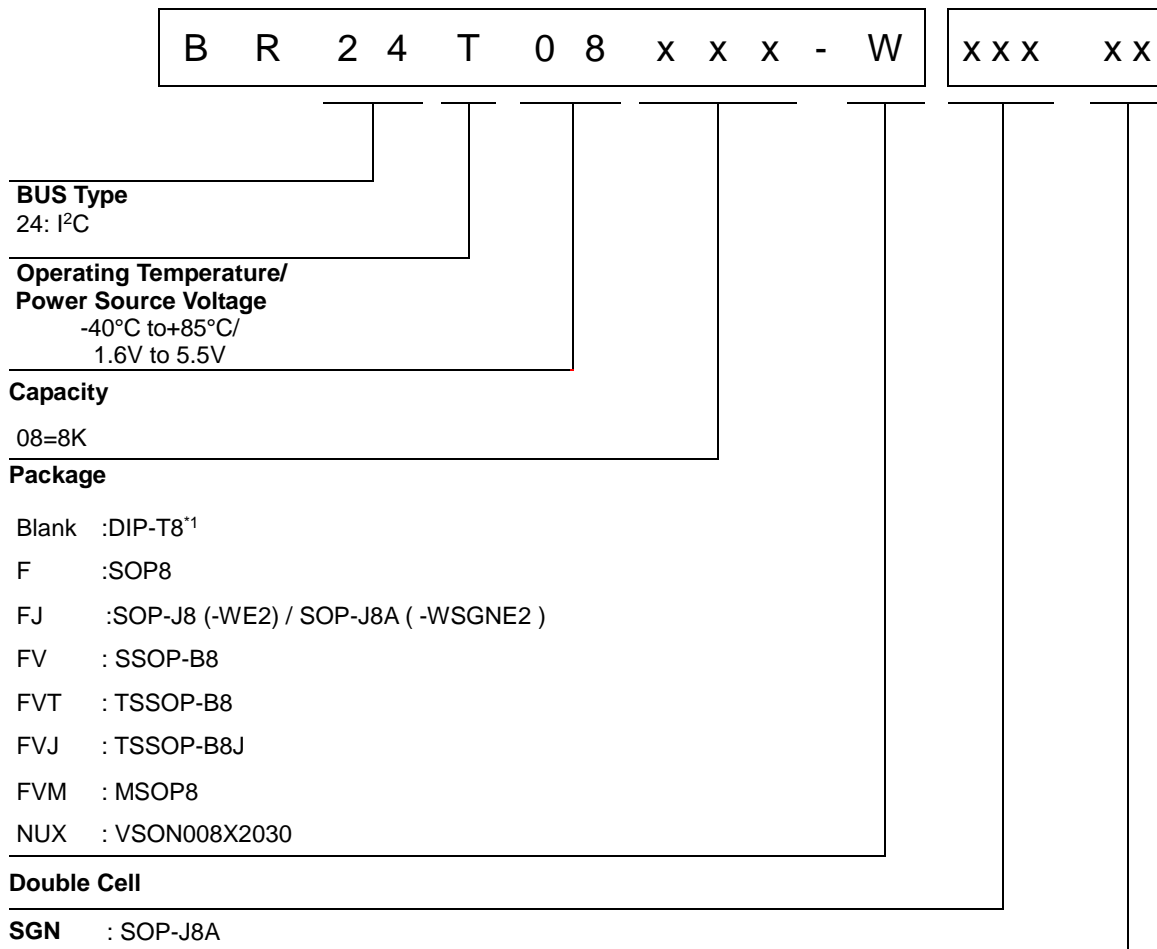 B R 2 4 T 0 8 x x x - W x x x x x
BUS Type
24: I²C
Operating Temperature/
Power Source Voltage
-40°C to+85°C/
1.6V to 5.5V
Capacity
08=8K
Package
Blank :DIP-T8*1
F :SOP8
FJ :SOP-J8 (-WE2) / SOP-J8A ( -WSGNE2 )
FV : SSOP-B8
FVT : TSSOP-B8
FVJ : TSSOP-B8J
FVM : MSOP8
NUX : VSON008X2030
Double Cell
SGN : SOP-J8A